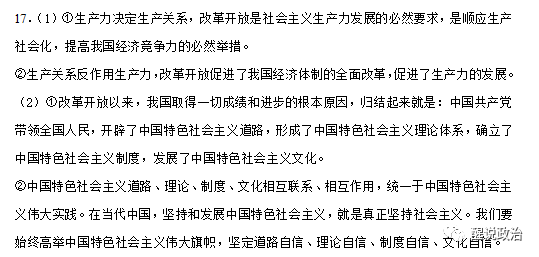 17.（1）①生产力决定生产关系，改革开放是社会主义生产力发展的必然要求，是顺应生产
社会化，提高我国经济竞争力的必然举措。
②生产关系反作用生产力，改革开放促进了我国经济体制的全面改革，促进了生产力的发展。
（2）①改革开放以来，我国取得一切成绩和进步的根本原因，归结起来就是：中国共产党
带领全国人民，开辟了中国特色社会主义道路，形成了中国特色社会主义理论体系，确立了
中国特色社会主义制度，发展了中国特色社会主义文化。
②中国特色社会主义道路、理论、制度、文化相互联系、相互作用，统一于中国特色社会主
义伟大实践。在当代中国，坚持和发展中国特色社会主义，就是真正坚持社会主义。我们要
始终高举中国特色社会主义伟大旗帜，坚定道路自信、理论自信、制度自信、文化自信。
醒说政治